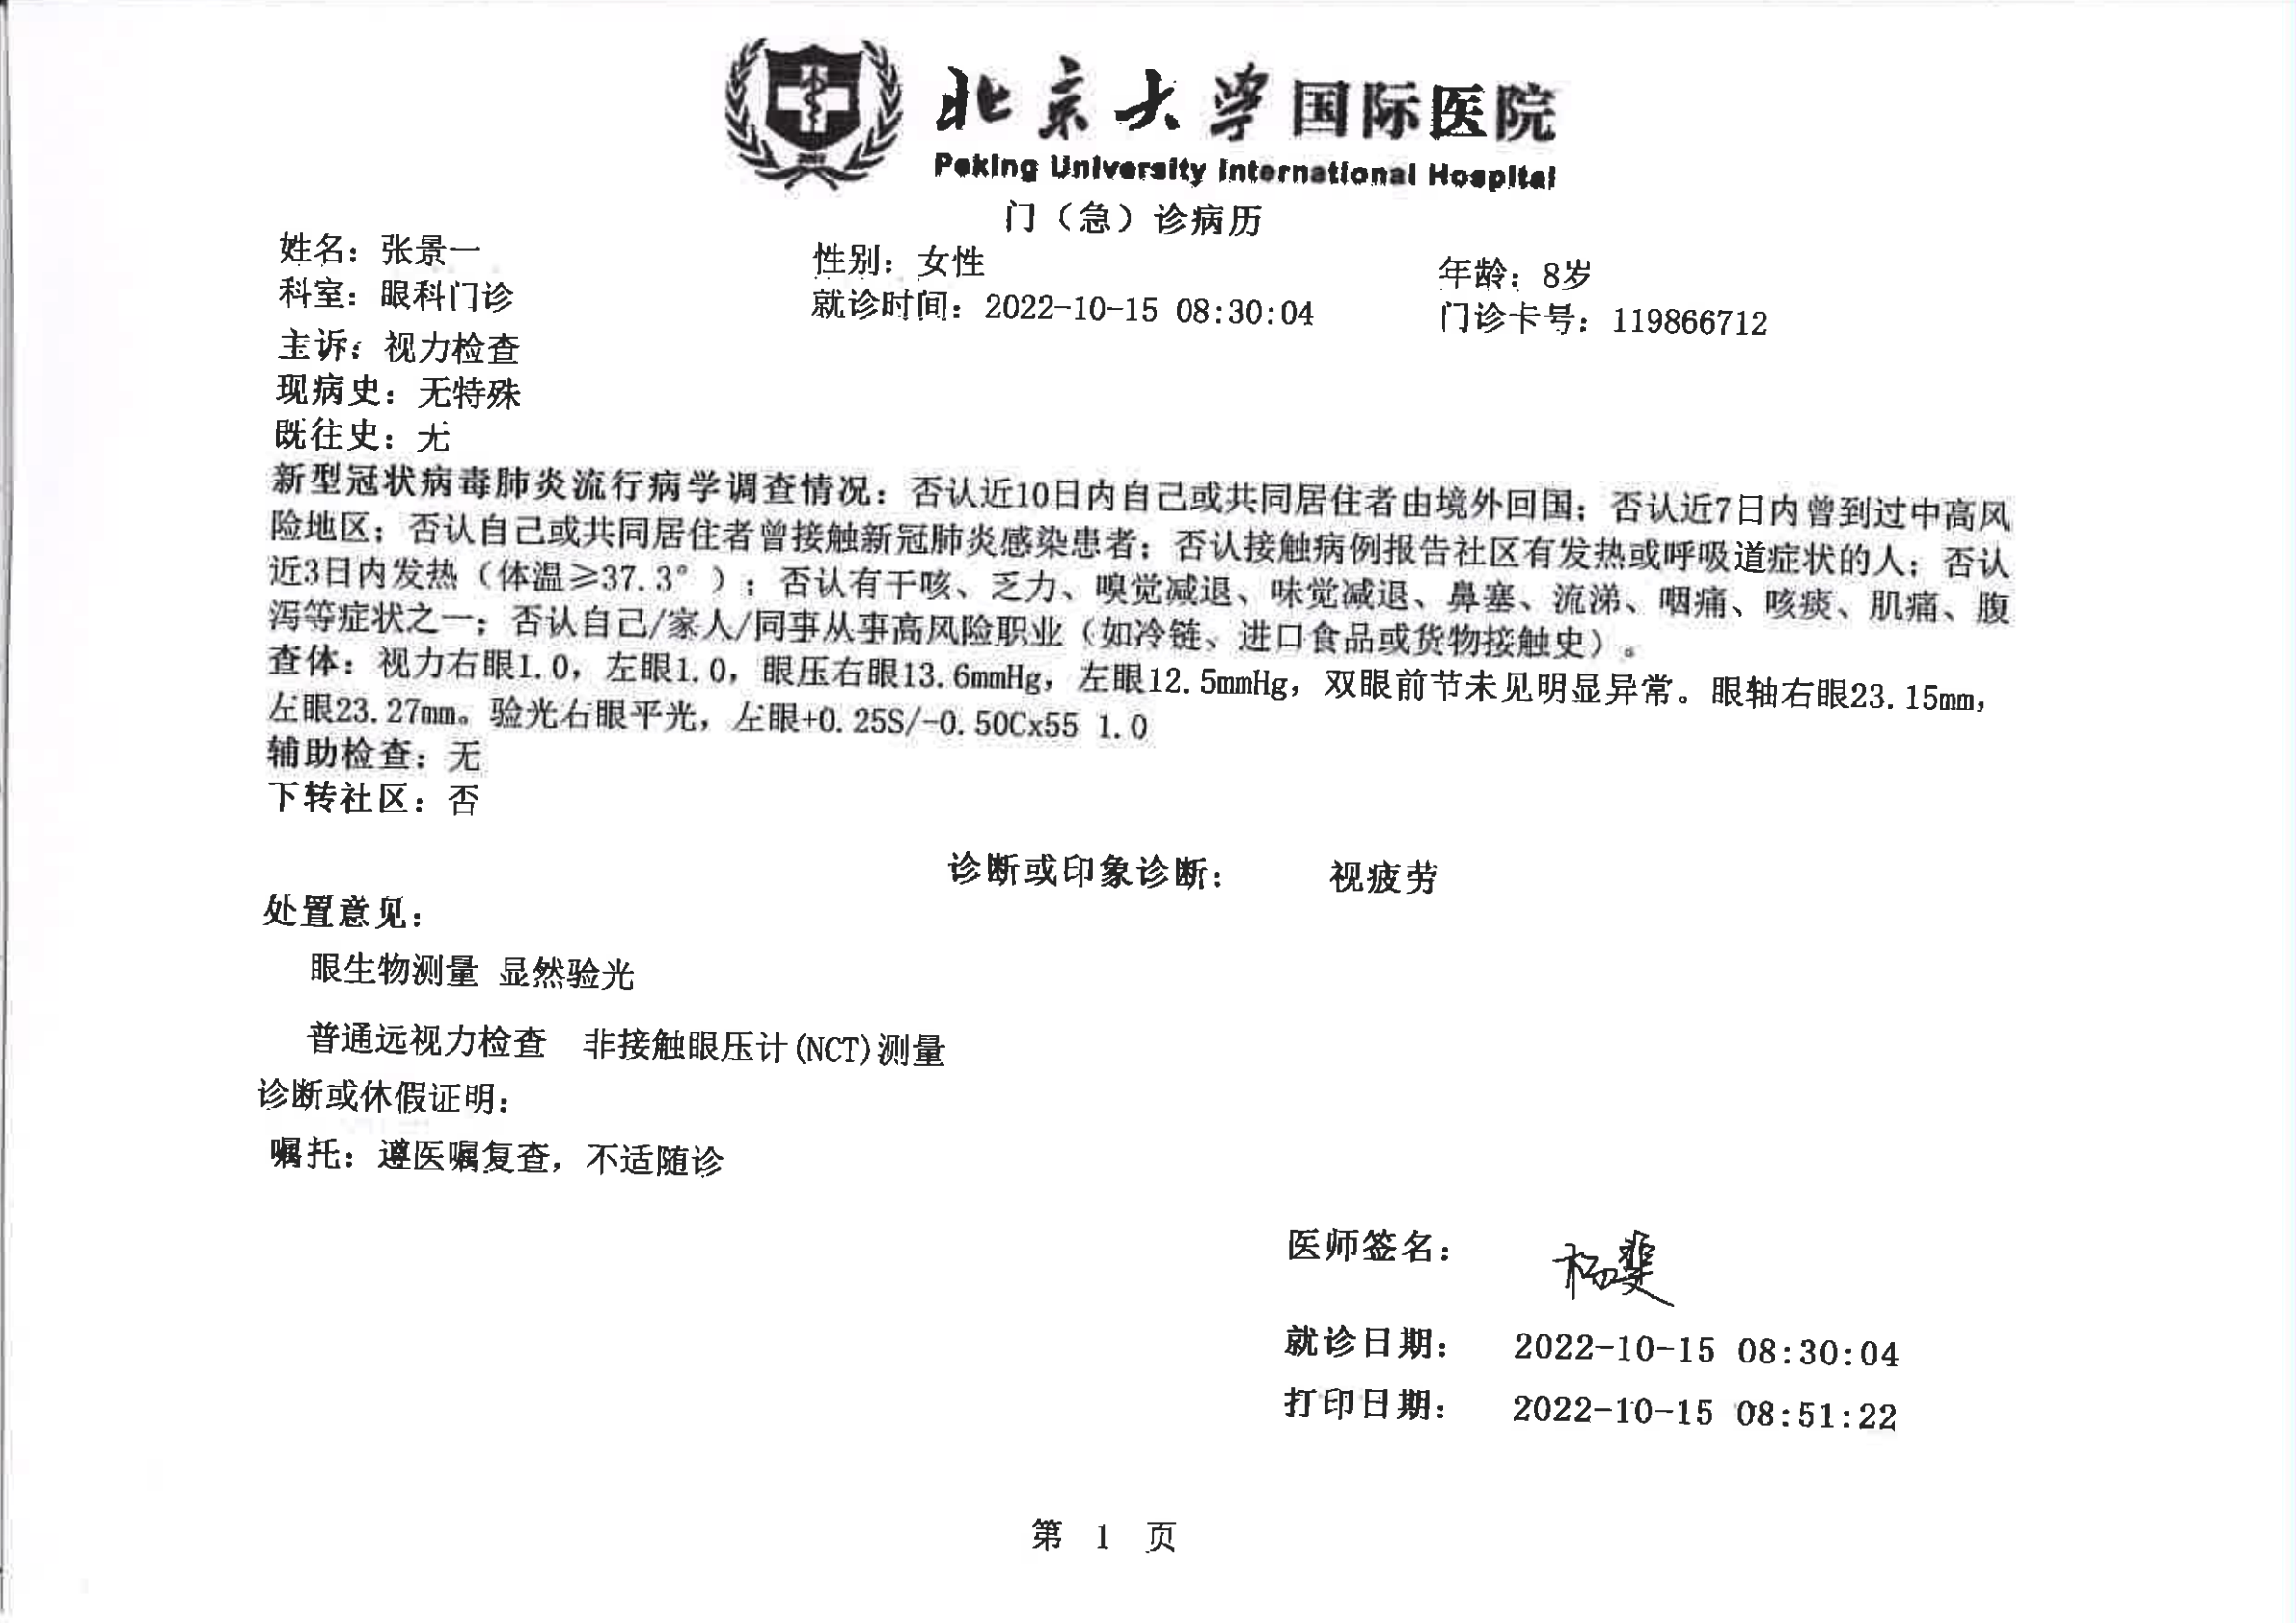 北京大学国际医院
Peking University International Hospital
门（急）诊病历
姓名：张景一 性别：女性 年龄：8岁
科室：眼科门诊 就诊时间：2022-10-15 08:30:04 门诊卡号：119866712
主诉：视力检查
现病史：无特殊
既往史：无
新型冠状病毒肺炎流行病学调查情况：否认近10日内自己或共同居住者由境外回国；否认近7日内曾到过中高风
险地区；否认自己或共同居住者曾接触新冠肺炎感染患者；否认接触病例报告社区有发热或呼吸道症状的人；否认
近3日内发热（体温≥37.3°）；否认有干咳、乏力、嗅觉减退、味觉减退、鼻塞、流涕、咽痛、咳痰、肌痛、腹
泻等症状之一；否认自己/家人/同事从事高风险职业（如冷链、进口食品或货物接触史）。
查体：视力右眼1.0，左眼1.0，眼压右眼13.6mmHg，左眼12.5mmHg，双眼前节未见明显异常。眼轴右眼23.15mm，
左眼23.27mm。验光右眼平光，左眼+0.25S/-0.50Cx55 1.0
辅助检查：无
下转社区：否
诊断或印象诊断： 视疲劳
处置意见：
眼生物测量 显然验光
普通远视力检查 非接触眼压计(NCT)测量
诊断或休假证明：
嘱托：遵医嘱复查，不适随诊
医师签名：
就诊日期： 2022-10-15 08:30:04
打印日期： 2022-10-15 08:51:22
第 1 页